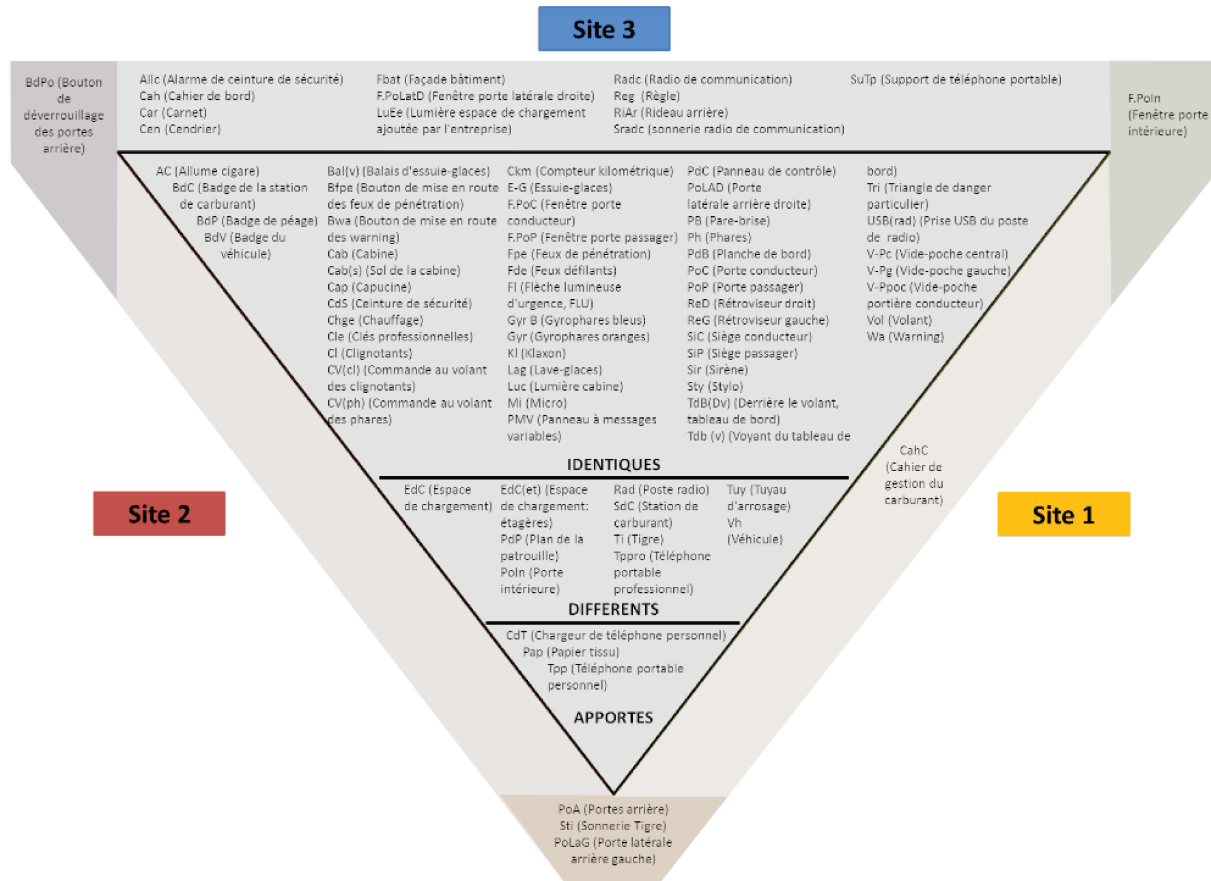 Site 3
BdPo (Bouton
de
déverrouillage
des portes
arrière)
Allc (Alarme de ceinture de sécurité)
Cah (Cahier de bord)
Car (Carnet)
Cen (Cendrier)
Fbat (Façade bâtiment)
F.PoLatD (Fenêtre porte latérale droite)
LuEe (Lumière espace de chargement
ajoutée par l'entreprise)
Radc (Radio de communication)
Reg (Règle)
RiAr (Rideau arrière)
Sradc (sonnerie radio de communication)
SuTp (Support de téléphone portable)
F.PoIn
(Fenêtre porte
intérieure)
AC (Allume cigare)
BdC (Badge de la station
de carburant)
BdP (Badge de péage)
BdV (Badge du
véhicule)
Bal(v) (Balais d'essuie-glaces)
Bfpe (Bouton de mise en route
des feux de pénétration)
Bwa (Bouton de mise en route
des warning)
Cab (Cabine)
Cab(s) (Sol de la cabine)
Cap (Capucine)
CdS (Ceinture de sécurité)
Chge (Chauffage)
Cle (Clés professionnelles)
Cl (Clignotants)
CV(cl) (Commande au volant
des clignotants)
CV(ph) (Commande au volant
des phares)
Ckm (Compteur kilométrique)
E-G (Essuie-glaces)
F.PoC (Fenêtre porte
conducteur)
F.PoP (Fenêtre porte passager)
Fpe (Feux de pénétration)
Fde (Feux défilants)
Fl (Flèche lumineuse
d'urgence, FLU)
Gyr B (Gyrophares bleus)
Gyr (Gyrophares oranges)
Kl (Klaxon)
Lag (Lave-glaces)
Luc (Lumière cabine)
Mi (Micro)
PMV (Panneau à messages
variables)
PdC (Panneau de contrôle)
PoLAD (Porte
latérale arrière droite)
PB (Pare-brise)
Ph (Phares)
PdB (Planche de bord)
PoC (Porte conducteur)
PoP (Porte passager)
ReD (Rétroviseur droit)
ReG (Rétroviseur gauche)
SiC (Siège conducteur)
SiP (Siège passager)
Sir (Sirène)
Sty (Stylo)
TdB(Dv) (Derrière le volant,
tableau de bord)
Tdb (v) (Voyant du tableau de
bord)
Tri (Triangle de danger
particulier)
USB(rad) (Prise USB du poste
de radio)
V-Pc (Vide-poche central)
V-Pg (Vide-poche gauche)
V-Ppoc (Vide-poche
portière conducteur)
Vol (Volant)
Wa (Warning)
IDENTIQUES
CahC
(Cahier de
gestion du
carburant)
Site 2
Site 1
EdC (Espace
de chargement)
EdC(et) (Espace
de chargement:
étagères)
PdP (Plan de la
patrouille)
PoIn (Porte
intérieure)
Rad (Poste radio)
SdC (Station de
carburant)
Ti (Tigre)
Tppro (Téléphone
portable
professionnel)
Tuy (Tuyau
d'arrosage)
Vh
(Véhicule)
DIFFERENTS
CdT (Chargeur de téléphone personnel)
Pap (Papier tissu)
Tpp (Téléphone portable
personnel)
APPORTES
PoA (Portes arrière)
Sti (Sonnerie Tigre)
PoLaG (Porte latérale
arrière gauche)